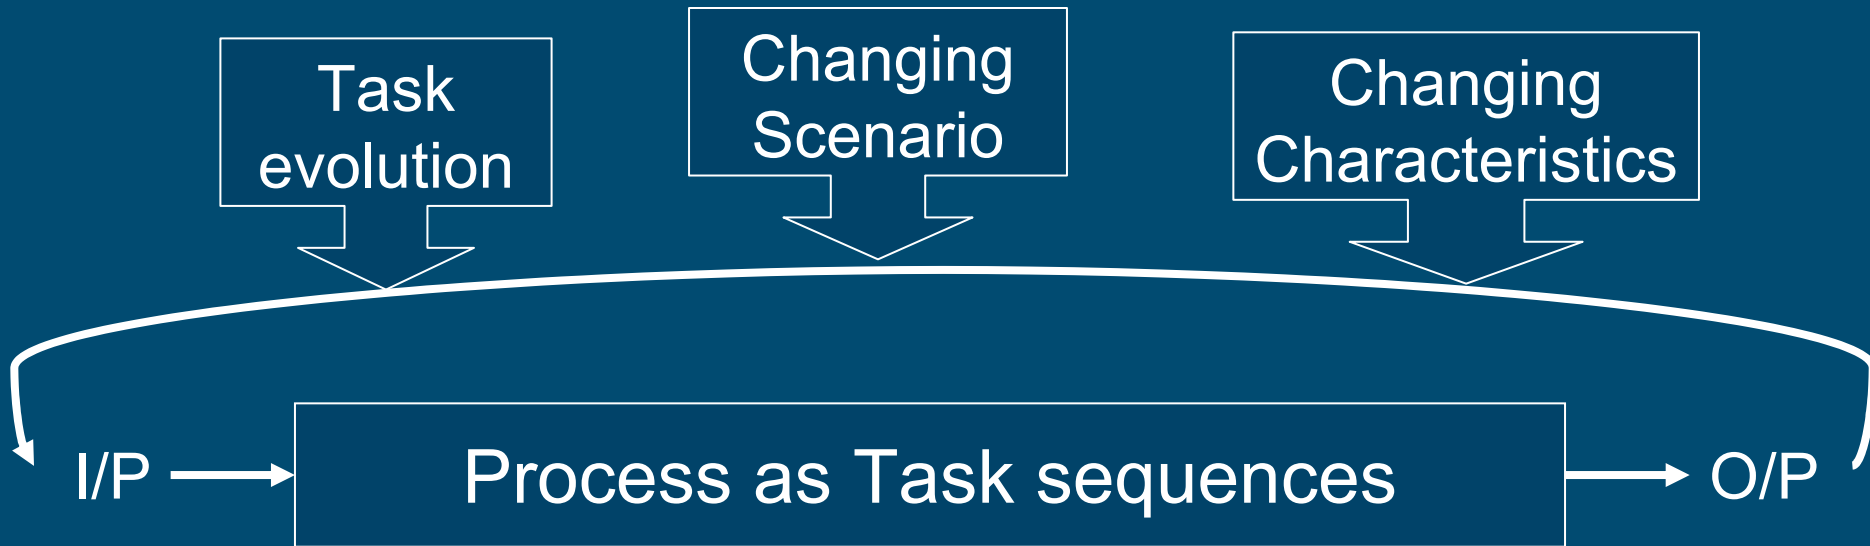 Task
evolution
Changing
Scenario
Changing
Characteristics
I/P
Process as Task sequences
O/P